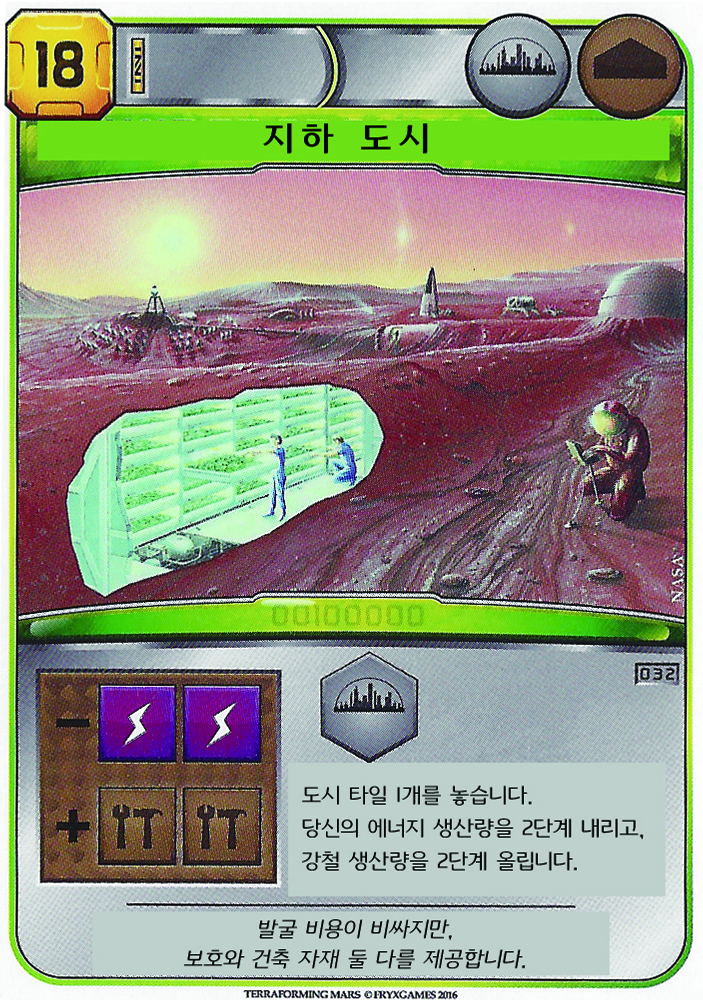 18
지하 도시
NASA
00100000
032
도시 타일 1개를 놓습니다.
당신의 에너지 생산량을 2단계 내리고,
강철 생산량을 2단계 올립니다.
발굴 비용이 비싸지만,
보호와 건축 자재 둘 다를 제공합니다.
TERRAFORMING MARS © FRYXGAMES 2016